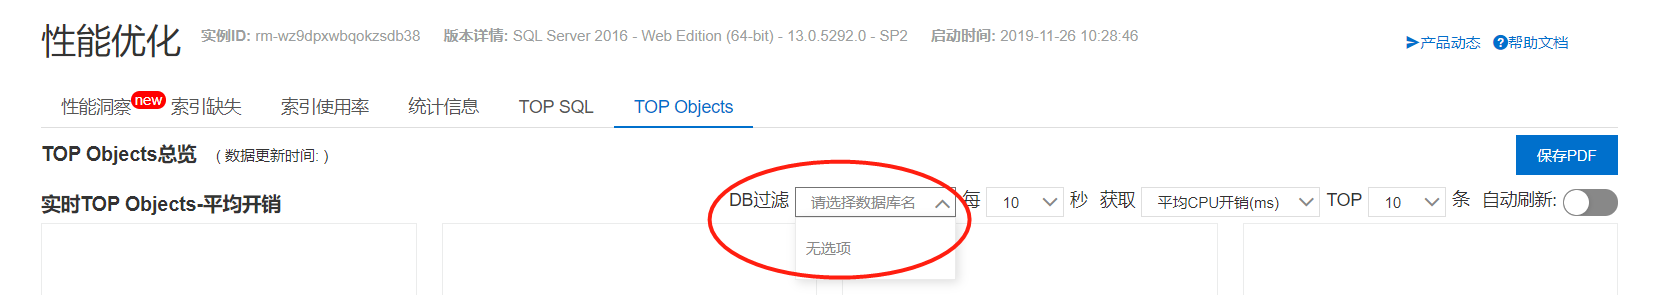 性能优化 实例ID: rm-wz9dpxwbqokzsdb38 版本详情: SQL Server 2016 - Web Edition (64-bit) - 13.0.5292.0 - SP2 启动时间: 2019-11-26 10:28:46 产品动态 帮助文档
性能洞察 new 索引缺失 索引使用率 统计信息 TOP SQL TOP Objects
TOP Objects总览 ( 数据更新时间: ) 保存PDF
实时TOP Objects-平均开销 DB过滤 请选择数据库名 每 10 秒 获取 平均CPU开销(ms) TOP 10 条 自动刷新:
无选项